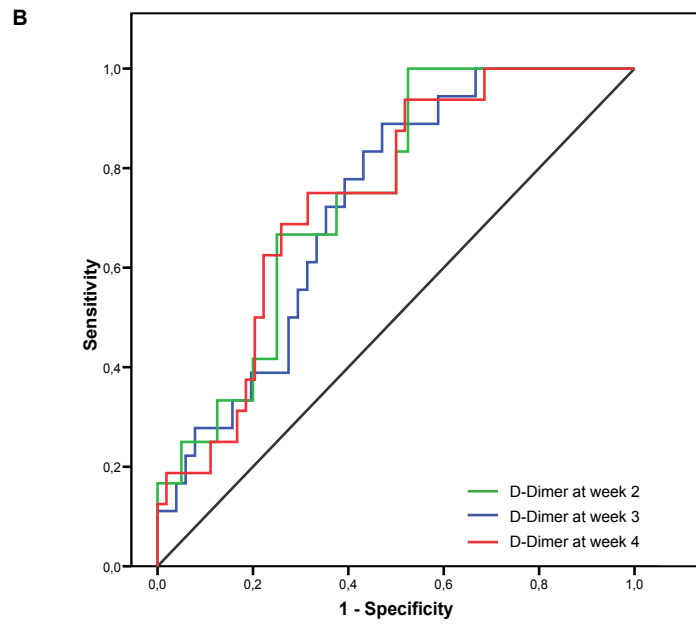 B
1,0
0,8
0,6
0,4
0,2
0,0
Sensitivity
D-Dimer at week 2
D-Dimer at week 3
D-Dimer at week 4
0,0 0,2 0,4 0,6 0,8 1,0
1 - Specificity